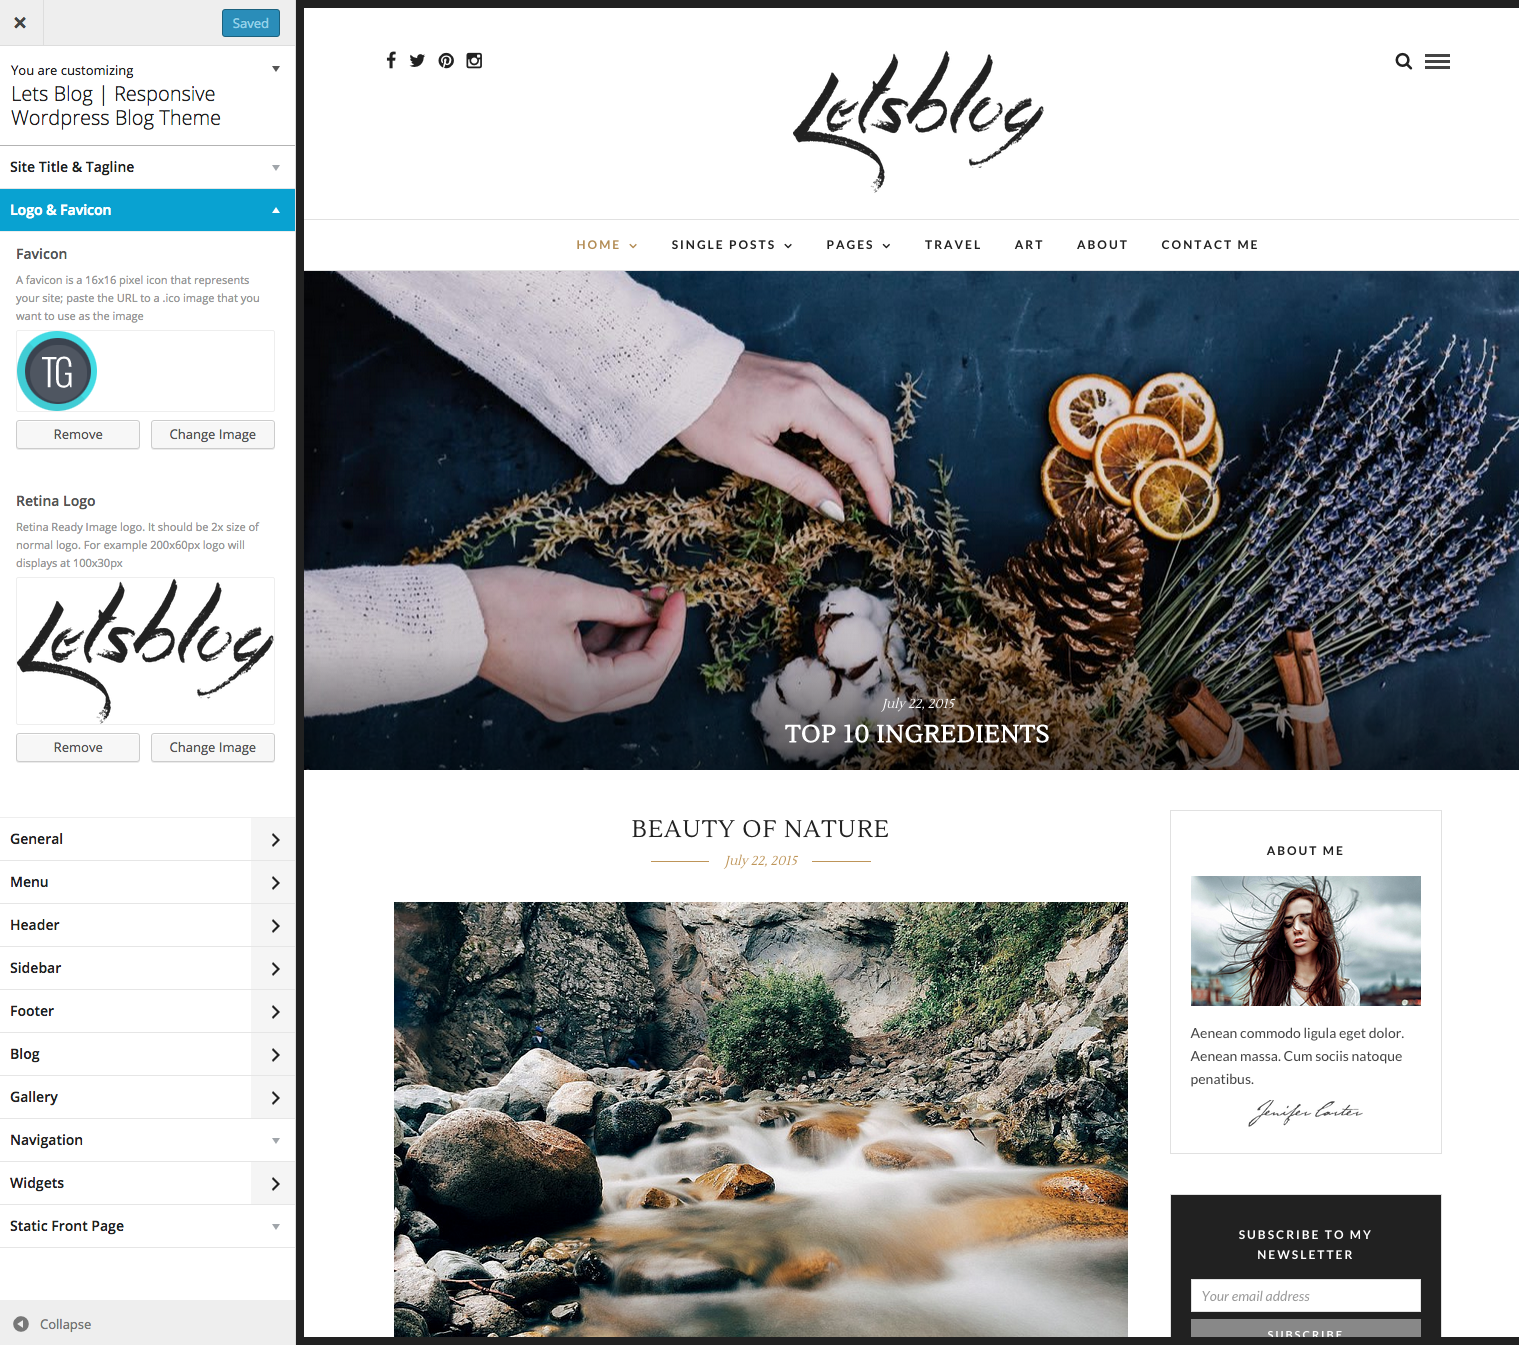 Saved
You are customizing
Lets Blog | Responsive
Wordpress Blog Theme
Site Title & Tagline
Logo & Favicon
Favicon
A favicon is a 16x16 pixel icon that represents
your site; paste the URL to a .ico image that you
want to use as the image
TG
Remove
Change Image
Retina Logo
Retina Ready Image logo. It should be 2x size of
normal logo. For example 200x60px logo will
displays at 100x30px
Letsblog
Remove
Change Image
General
Menu
Header
Sidebar
Footer
Blog
Gallery
Navigation
Widgets
Static Front Page
Collapse
Letsblog
HOME
SINGLE POSTS
PAGES
TRAVEL
ART
ABOUT
CONTACT ME
July 22, 2015
TOP 10 INGREDIENTS
BEAUTY OF NATURE
July 22, 2015
ABOUT ME
Aenean commodo ligula eget dolor.
Aenean massa. Cum sociis natoque
penatibus.
Jenifer Carter
SUBSCRIBE TO MY
NEWSLETTER
Your email address
SUBSCRIBE